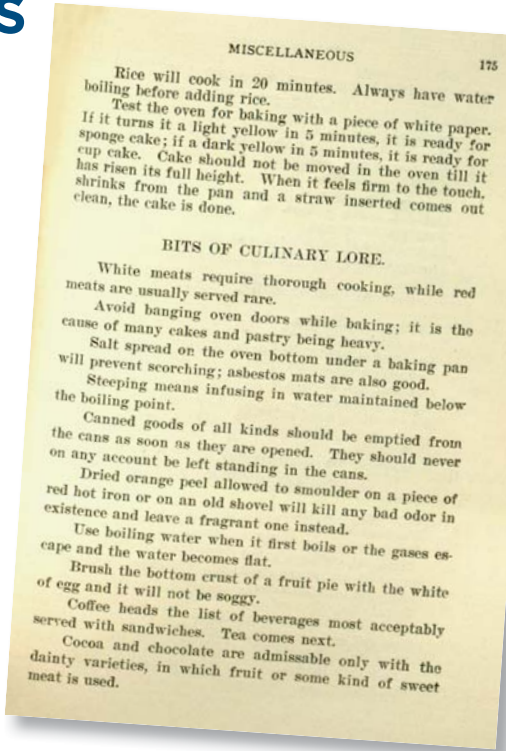 S
MISCELLANEOUS 175
Rice will cook in 20 minutes. Always have water
boiling before adding rice.
Test the oven for baking with a piece of white paper.
If it turns it a light yellow in 5 minutes, it is ready for
sponge cake; if a dark yellow in 5 minutes, it is ready for
cup cake. Cake should not be moved in the oven till it
has risen its full height. When it feels firm to the touch.
shrinks from the pan and a straw inserted comes out
clean, the cake is done.
BITS OF CULINARY LORE.
White meats require thorough cooking, while red
meats are usually served rare.
Avoid banging oven doors while baking; it is the
cause of many cakes and pastry being heavy.
Salt spread on the oven bottom under a baking pan
will prevent scorching; asbestos mats are also good.
Steeping means infusing in water maintained below
the boiling point.
Canned goods of all kinds should be emptied from
the cans as soon as they are opened. They should never
on any account be left standing in the cans.
Dried orange peel allowed to smoulder on a piece of
red hot iron or on an old shovel will kill any bad odor in
existence and leave a fragrant one instead.
Use boiling water when it first boils or the gases es-
cape and the water becomes flat.
Brush the bottom crust of a fruit pie with the white
of egg and it will not be soggy.
Coffee heads the list of beverages most acceptably
served with sandwiches. Tea comes next.
Cocoa and chocolate are admissable only with the
dainty varieties, in which fruit or some kind of sweet
meat is used.